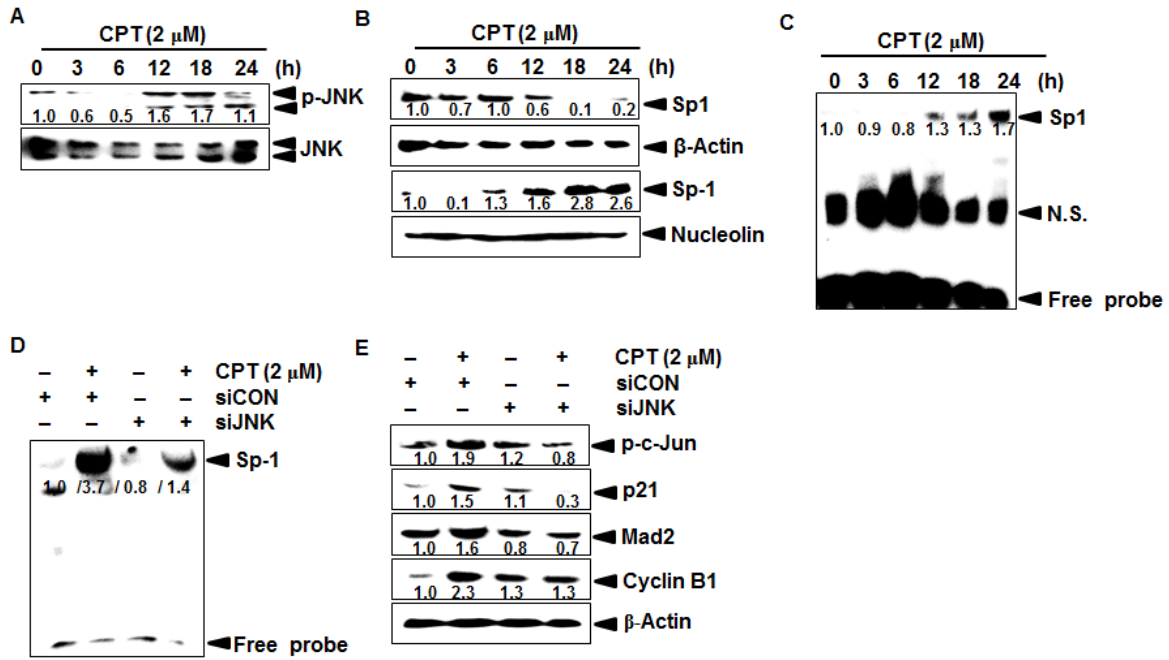 A
CPT (2 μM)
0 3 6 12 18 24 (h)
p-JNK
1.0 0.6 0.5 1.6 1.7 1.1
JNK
B
CPT (2 μM)
0 3 6 12 18 24 (h)
Sp1
1.0 0.7 1.0 0.6 0.1 0.2
β-Actin
Sp-1
1.0 0.1 1.3 1.6 2.8 2.6
Nucleolin
C
CPT (2 μM)
0 3 6 12 18 24 (h)
Sp1
1.0 0.9 0.8 1.3 1.3 1.7
N.S.
Free probe
D
– + – + CPT (2 μM)
+ + – – siCON
– – + + siJNK
Sp-1
1.0 /3.7 / 0.8 / 1.4
Free probe
E
– + – + CPT (2 μM)
+ + – – siCON
– – + + siJNK
p-c-Jun
1.0 1.9 1.2 0.8
p21
1.0 1.5 1.1 0.3
Mad2
1.0 1.6 0.8 0.7
Cyclin B1
1.0 2.3 1.3 1.3
β-Actin